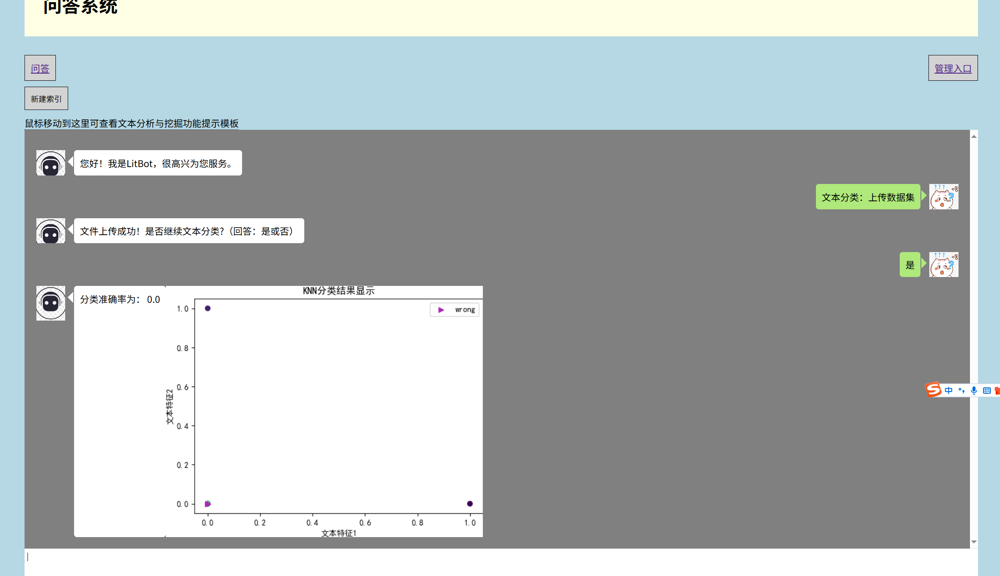 问答系统
问答
管理入口
新建索引
鼠标移动到这里可查看文本分析与挖掘功能提示模板
您好！我是LitBot，很高兴为您服务。
文本分类：上传数据集
??? 啥
文件上传成功！是否继续文本分类?（回答：是或否）
是
??? 啥
分类准确率为： 0.0
KNN分类结果显示
wrong
1.0
0.8
0.6
0.4
0.2
0.0
文本特征2
0.0 0.2 0.4 0.6 0.8 1.0
文本特征1
S 中